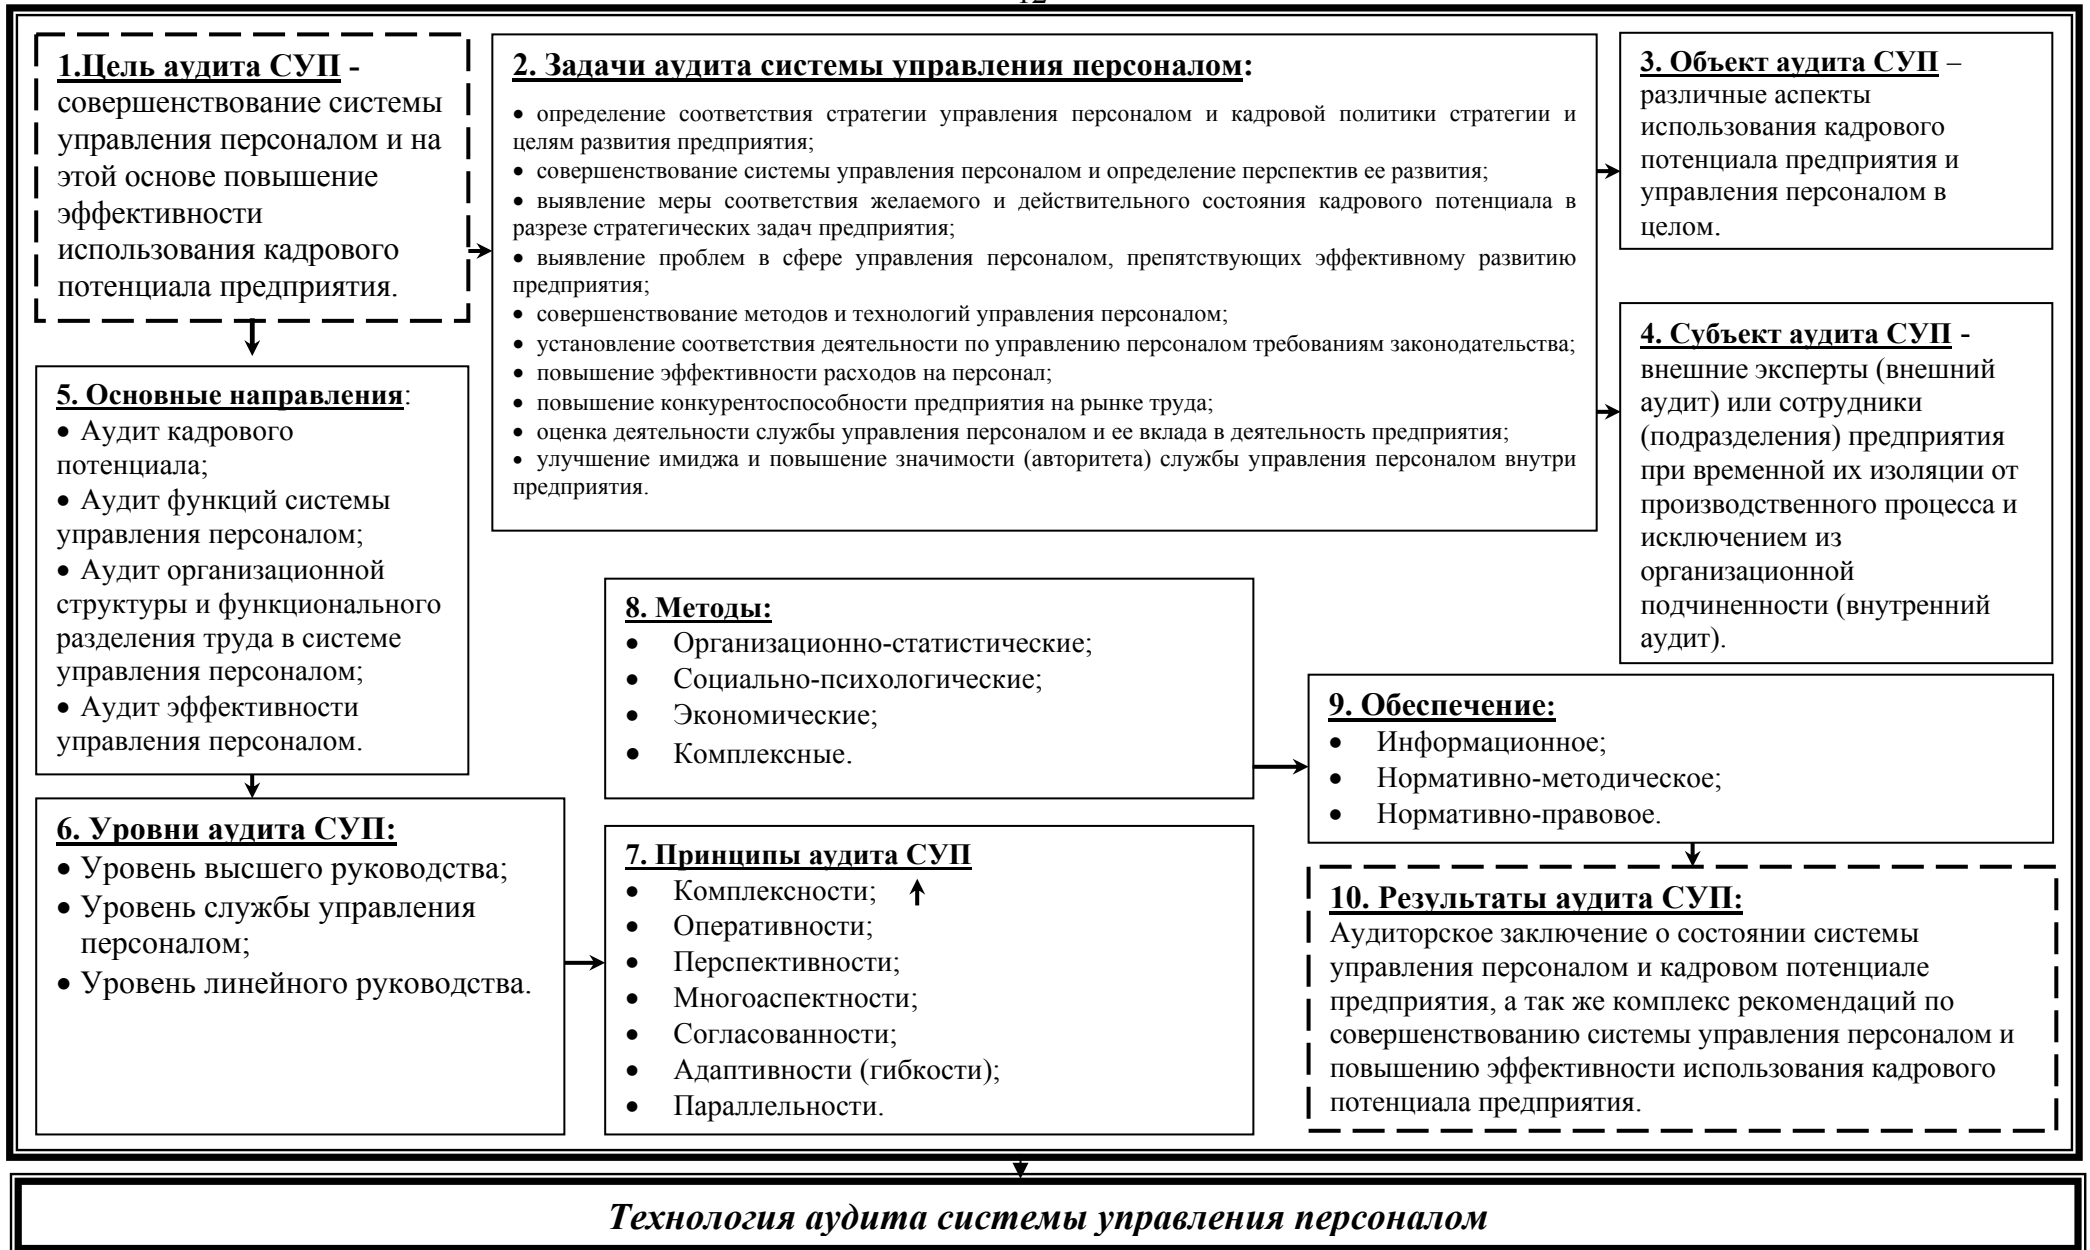 12
1.Цель аудита СУП -
совершенствование системы
управления персоналом и на
этой основе повышение
эффективности
использования кадрового
потенциала предприятия.
2. Задачи аудита системы управления персоналом:
• определение соответствия стратегии управления персоналом и кадровой политики стратегии и
целям развития предприятия;
• совершенствование системы управления персоналом и определение перспектив ее развития;
• выявление меры соответствия желаемого и действительного состояния кадрового потенциала в
разрезе стратегических задач предприятия;
• выявление проблем в сфере управления персоналом, препятствующих эффективному развитию
предприятия;
• совершенствование методов и технологий управления персоналом;
• установление соответствия деятельности по управлению персоналом требованиям законодательства;
• повышение эффективности расходов на персонал;
• повышение конкурентоспособности предприятия на рынке труда;
• оценка деятельности службы управления персоналом и ее вклада в деятельность предприятия;
• улучшение имиджа и повышение значимости (авторитета) службы управления персоналом внутри
предприятия.
3. Объект аудита СУП –
различные аспекты
использования кадрового
потенциала предприятия и
управления персоналом в
целом.
4. Субъект аудита СУП -
внешние эксперты (внешний
аудит) или сотрудники
(подразделения) предприятия
при временной их изоляции от
производственного процесса и
исключением из
организационной
подчиненности (внутренний
аудит).
5. Основные направления:
• Аудит кадрового
потенциала;
• Аудит функций системы
управления персоналом;
• Аудит организационной
структуры и функционального
разделения труда в системе
управления персоналом;
• Аудит эффективности
управления персоналом.
6. Уровни аудита СУП:
• Уровень высшего руководства;
• Уровень службы управления
персоналом;
• Уровень линейного руководства.
7. Принципы аудита СУП
• Комплексности;
• Оперативности;
• Перспективности;
• Многоаспектности;
• Согласованности;
• Адаптивности (гибкости);
• Параллельности.
8. Методы:
• Организационно-статистические;
• Социально-психологические;
• Экономические;
• Комплексные.
9. Обеспечение:
• Информационное;
• Нормативно-методическое;
• Нормативно-правовое.
10. Результаты аудита СУП:
Аудиторское заключение о состоянии системы
управления персоналом и кадровом потенциале
предприятия, а так же комплекс рекомендаций по
совершенствованию системы управления персоналом и
повышению эффективности использования кадрового
потенциала предприятия.
Технология аудита системы управления персоналом